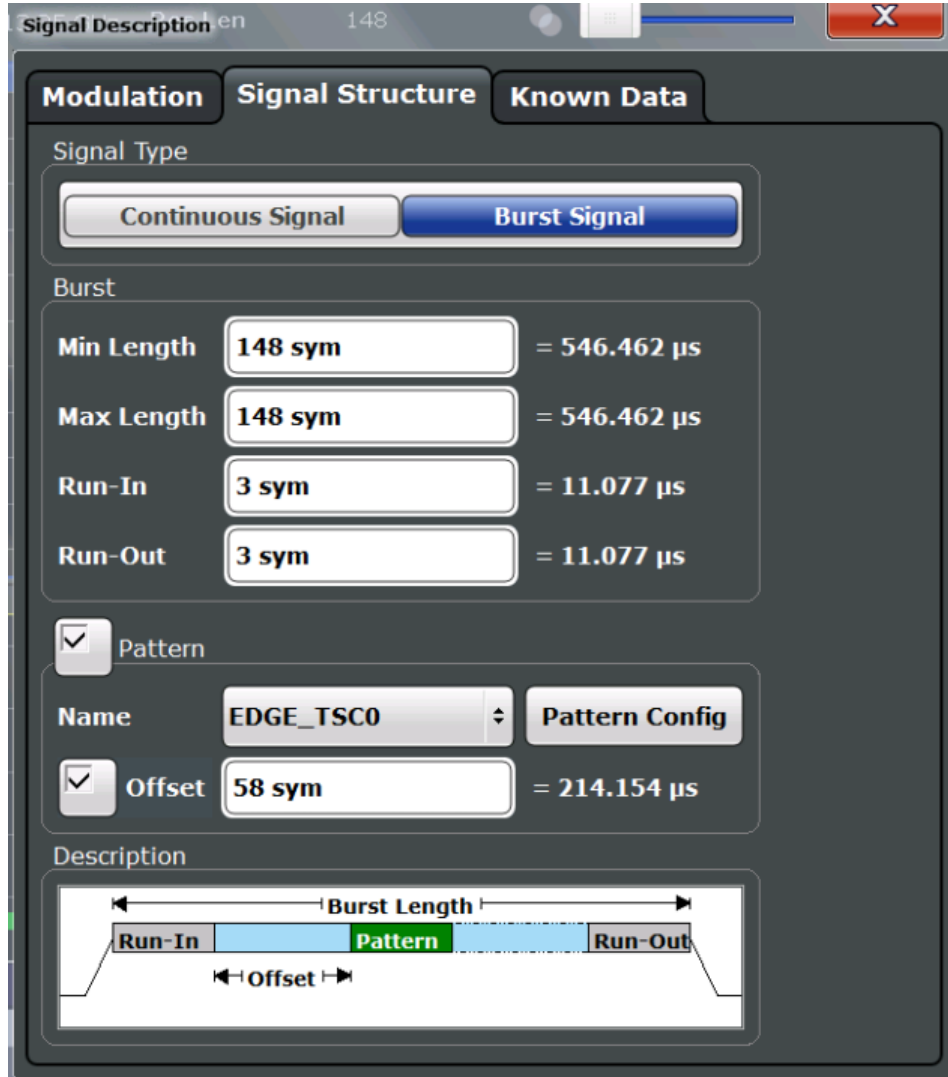 Signal Description en 148
X
Modulation Signal Structure Known Data
Signal Type
Continuous Signal Burst Signal
Burst
Min Length 148 sym = 546.462 µs
Max Length 148 sym = 546.462 µs
Run-In 3 sym = 11.077 µs
Run-Out 3 sym = 11.077 µs
Pattern
Name EDGE_TSC0 Pattern Config
Offset 58 sym = 214.154 µs
Description
Burst Length
Run-In Pattern Run-Out
Offset